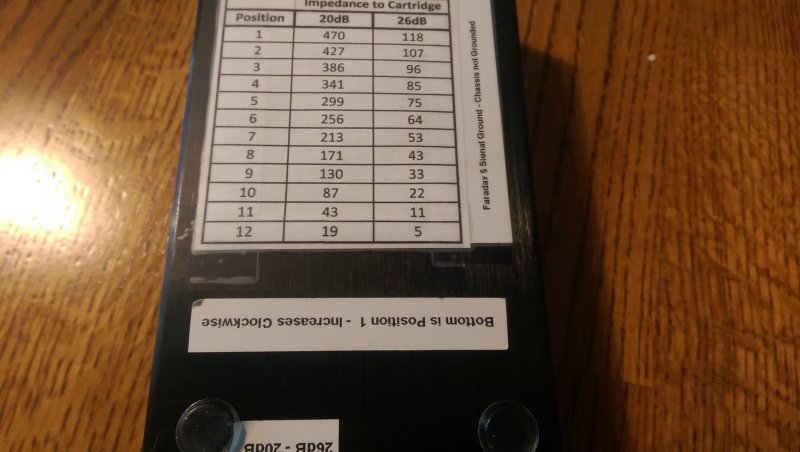 Impedance to Cartridge
Position 20dB 26dB
1 470 118
2 427 107
3 386 96
4 341 85
5 299 75
6 256 64
7 213 53
8 171 43
9 130 33
10 87 22
11 43 11
12 19 5
Faraday & Signal Ground - Chassis not Grounded
Bottom is Position 1 - Increases Clockwise
26dB - 20dB